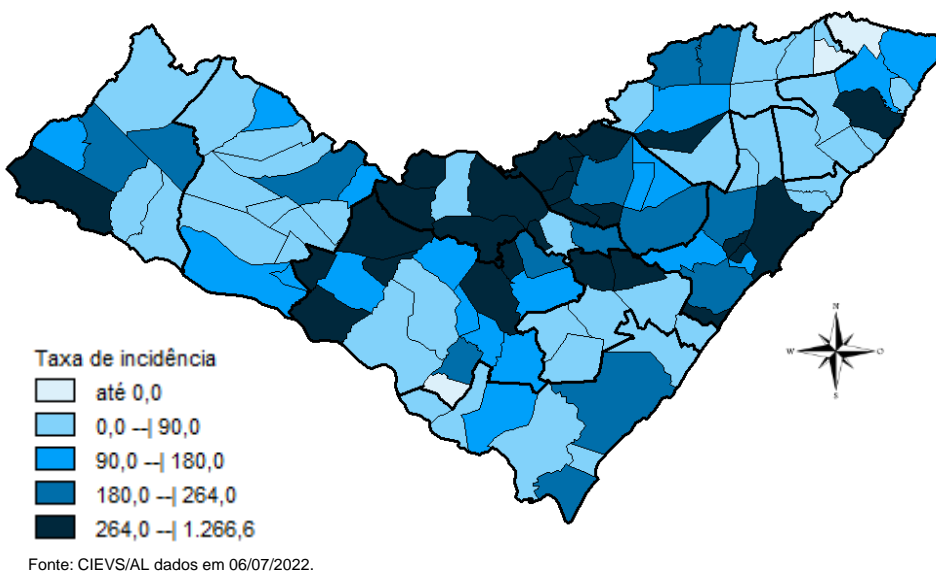 N
W
O
S
Taxa de incidência
até 0,0
0,0 --| 90,0
90,0 --| 180,0
180,0 --| 264,0
264,0 --| 1.266,6
Fonte: CIEVS/AL dados em 06/07/2022.